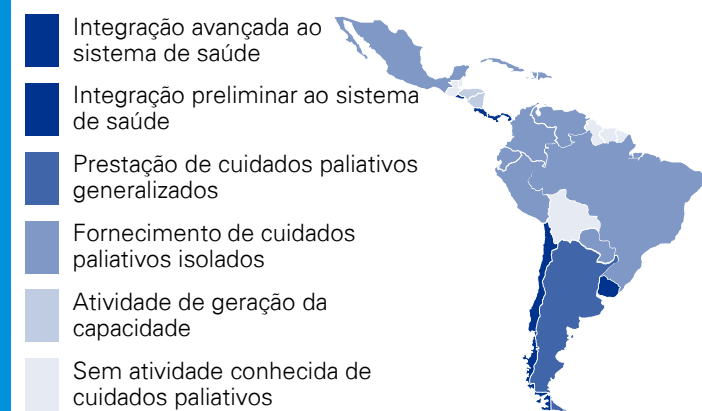 Integração avançada ao
sistema de saúde
Integração preliminar ao sistema
de saúde
Prestação de cuidados paliativos
generalizados
Fornecimento de cuidados
paliativos isolados
Atividade de geração da
capacidade
Sem atividade conhecida de
cuidados paliativos